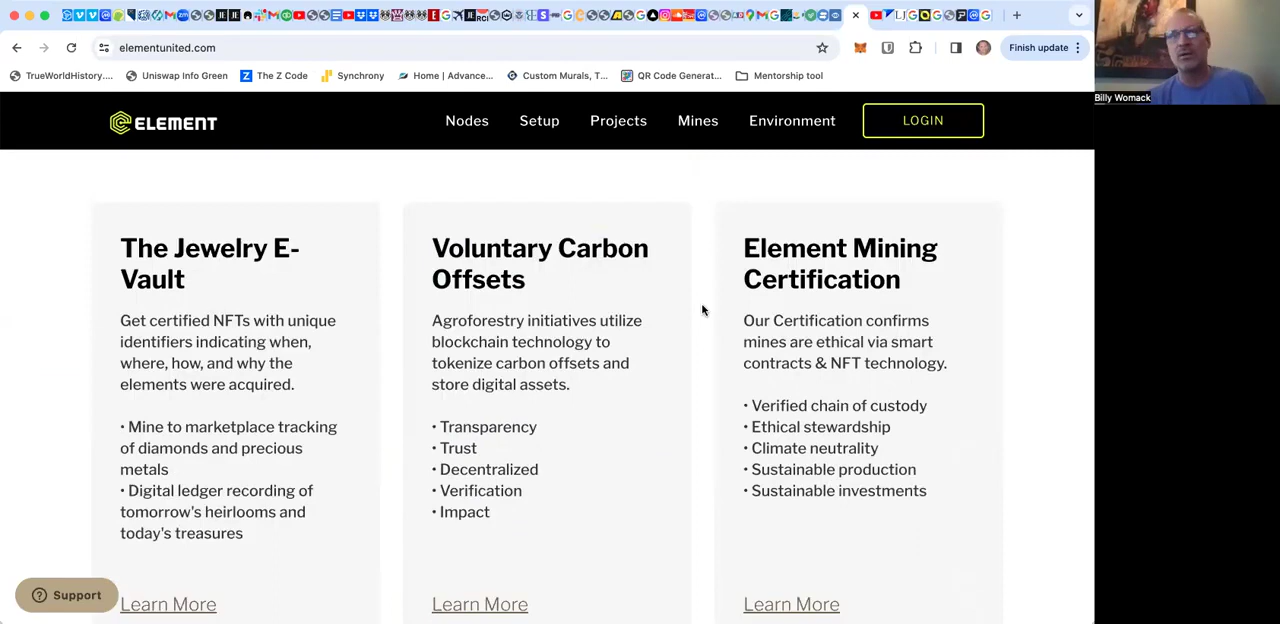 elementunited.com
Finish update
TrueWorldHistory....
Uniswap Info Green
The Z Code
Synchrony
Home | Advance...
Custom Murals, T...
QR Code Generat...
Mentorship tool
Billy Womack
ELEMENT
Nodes
Setup
Projects
Mines
Environment
LOGIN
The Jewelry E-
Vault
Get certified NFTs with unique
identifiers indicating when,
where, how, and why the
elements were acquired.
• Mine to marketplace tracking
of diamonds and precious
metals
• Digital ledger recording of
tomorrow's heirlooms and
today's treasures
Learn More
Voluntary Carbon
Offsets
Agroforestry initiatives utilize
blockchain technology to
tokenize carbon offsets and
store digital assets.
• Transparency
• Trust
• Decentralized
• Verification
• Impact
Learn More
Element Mining
Certification
Our Certification confirms
mines are ethical via smart
contracts & NFT technology.
• Verified chain of custody
• Ethical stewardship
• Climate neutrality
• Sustainable production
• Sustainable investments
Learn More
Support